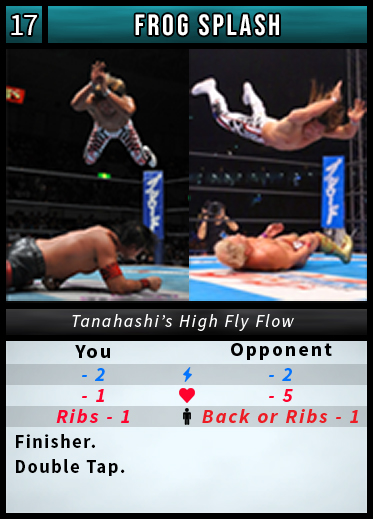 17 FROG SPLASH
Tanahashi's High Fly Flow
You Opponent
- 2 - 2
- 1 - 5
Ribs - 1 Back or Ribs - 1
Finisher.
Double Tap.